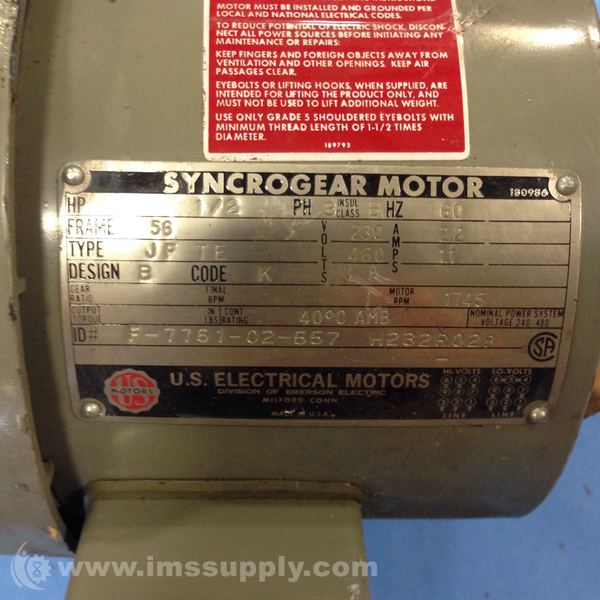 MOTOR MUST BE INSTALLED AND GROUNDED PER
LOCAL AND NATIONAL ELECTRICAL CODES.
TO REDUCE POTENTIAL OF ELECTRIC SHOCK, DISCON-
NECT ALL POWER SOURCES BEFORE INITIATING ANY
MAINTENANCE OR REPAIRS:
KEEP FINGERS AND FOREIGN OBJECTS AWAY FROM
VENTILATION AND OTHER OPENINGS. KEEP AIR
PASSAGES CLEAR.
EYEBOLTS OR LIFTING HOOKS, WHEN SUPPLIED, ARE
INTENDED FOR LIFTING THE PRODUCT ONLY, AND
MUST NOT BE USED TO LIFT ADDITIONAL WEIGHT.
USE ONLY GRADE 5 SHOULDERED EYEBOLTS WITH
MINIMUM THREAD LENGTH OF 1-1/2 TIMES
DIAMETER.
189793
SYNCROGEAR MOTOR 180986
HP 1/2 PH 3 INSUL CLASS B HZ 60
FRAME 56 VOLTS 230 AMPS 2.2
TYPE JF TE 460 1.1
DESIGN B CODE K
GEAR RATIO FINAL RPM MOTOR RPM 1745
OUTPUT TORQUE IN LBS CONT RATING 40°C AMB NOMINAL POWER SYSTEM VOLTAGE 240/480
ID# F-7761-02-657 H232R028
SA
U.S. MOTORS
U.S. ELECTRICAL MOTORS
DIVISION OF EMERSON ELECTRIC
MILFORD, CONN.
MADE IN U.S.A.
HI-VOLTS LO-VOLTS
LINE LINE
© www.imssupply.com